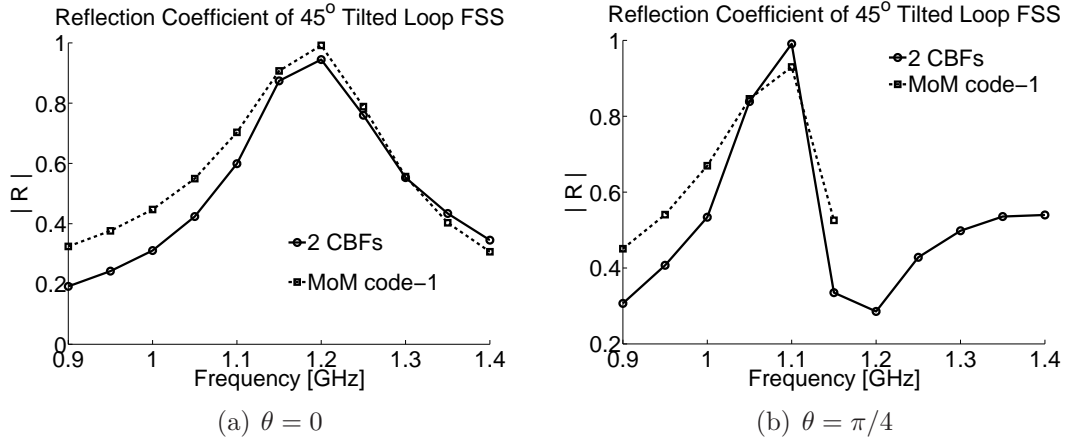 Reflection Coefficient of 45° Tilted Loop FSS
1
0.8
0.6
0.4
0.2
0
| R |
2 CBFs
MoM code−1
0.9 1 1.1 1.2 1.3 1.4
Frequency [GHz]
(a) θ = 0
Reflection Coefficient of 45° Tilted Loop FSS
1
0.8
0.6
0.4
0.2
| R |
2 CBFs
MoM code−1
0.9 1 1.1 1.2 1.3 1.4
Frequency [GHz]
(b) θ = π/4